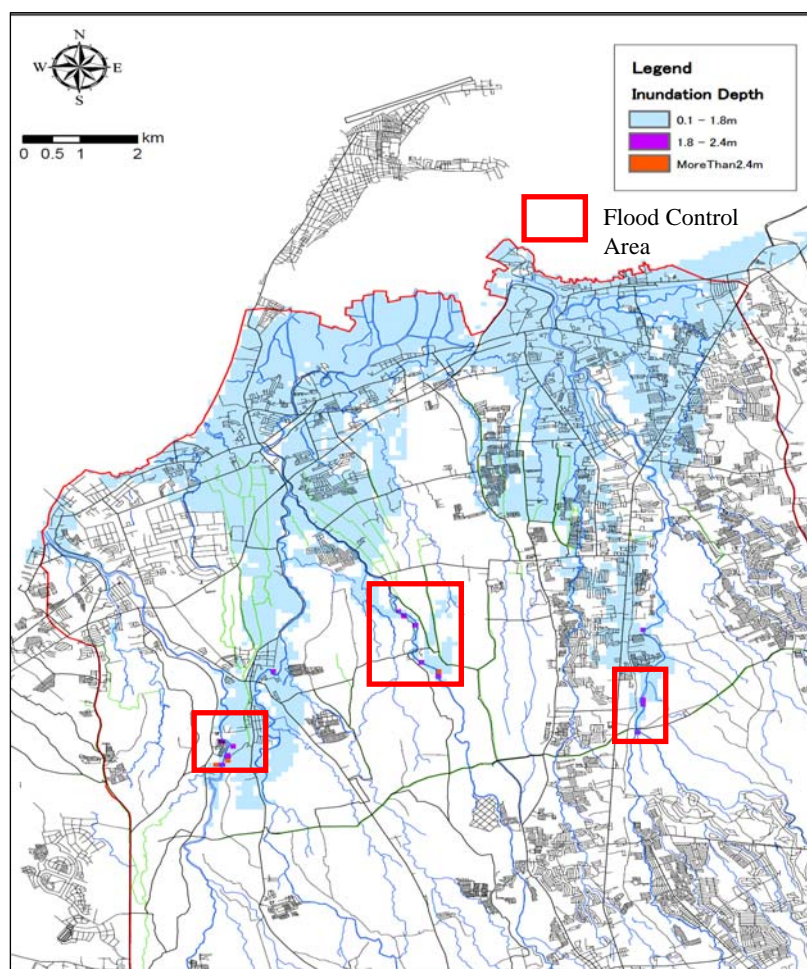 N
W E
S
km
0 0.5 1 2
Legend
Inundation Depth
0.1 - 1.8m
1.8 - 2.4m
MoreThan2.4m
Flood Control
Area